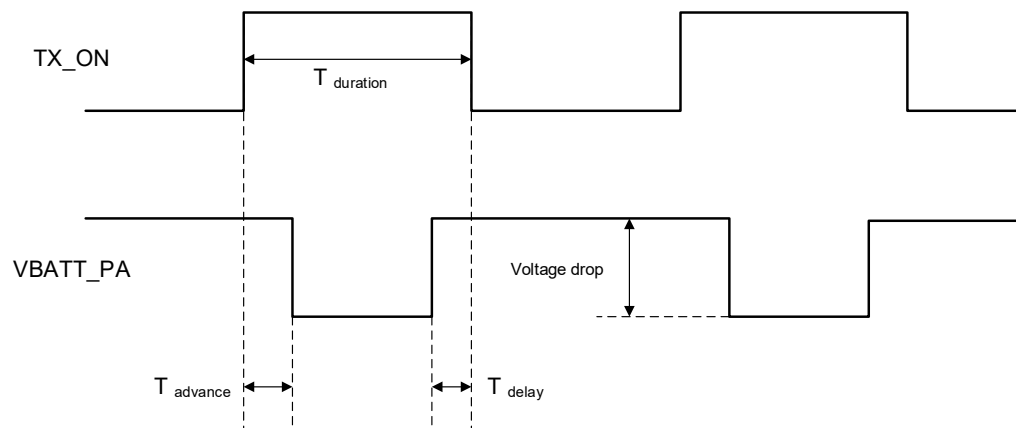 TX_ON
T duration
VBATT_PA
Voltage drop
T advance
T delay